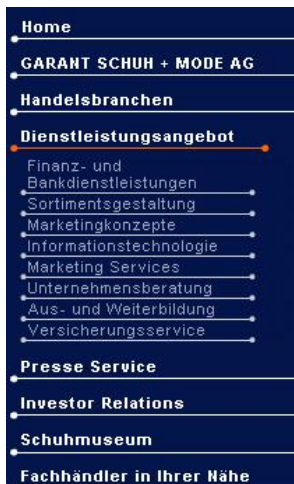 Home
GARANT SCHUH + MODE AG
Handelsbranchen
Dienstleistungsangebot
Finanz- und
Bankdienstleistungen
Sortimentsgestaltung
Marketingkonzepte
Informationstechnologie
Marketing Services
Unternehmensberatung
Aus- und Weiterbildung
Versicherungsservice
Presse Service
Investor Relations
Schuhmuseum
Fachhändler in Ihrer Nähe